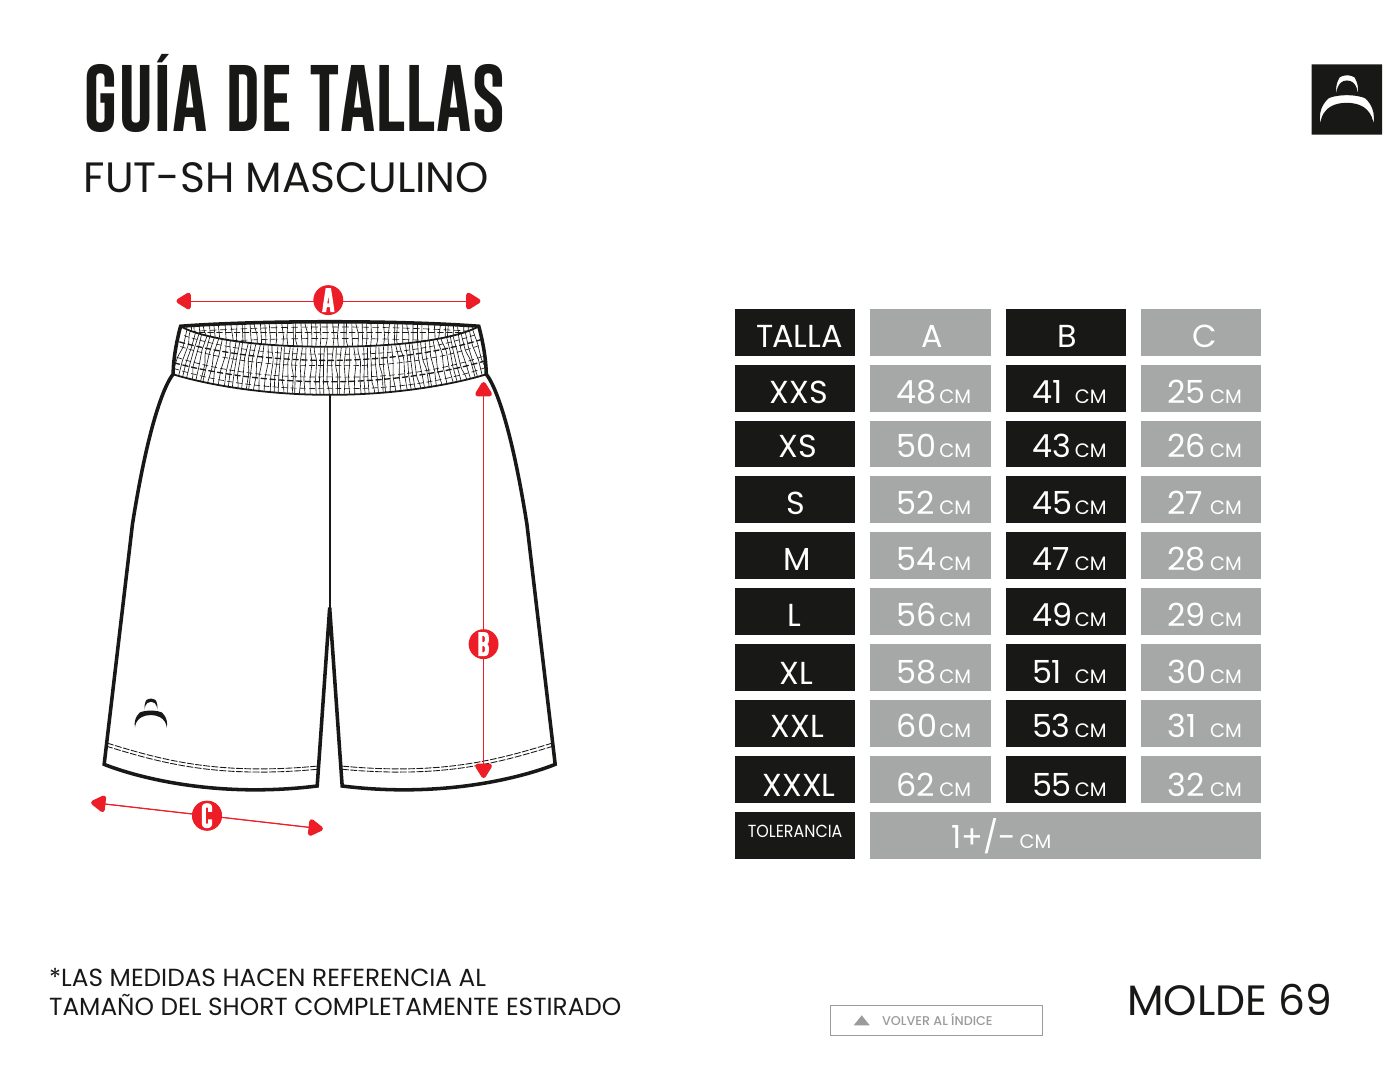 GUÍA DE TALLAS
FUT-SH MASCULINO
A
B
C
TALLA A B C
XXS 48 CM 41 CM 25 CM
XS 50 CM 43 CM 26 CM
S 52 CM 45 CM 27 CM
M 54 CM 47 CM 28 CM
L 56 CM 49 CM 29 CM
XL 58 CM 51 CM 30 CM
XXL 60 CM 53 CM 31 CM
XXXL 62 CM 55 CM 32 CM
TOLERANCIA 1+/- CM
*LAS MEDIDAS HACEN REFERENCIA AL
TAMAÑO DEL SHORT COMPLETAMENTE ESTIRADO
VOLVER AL ÍNDICE
MOLDE 69